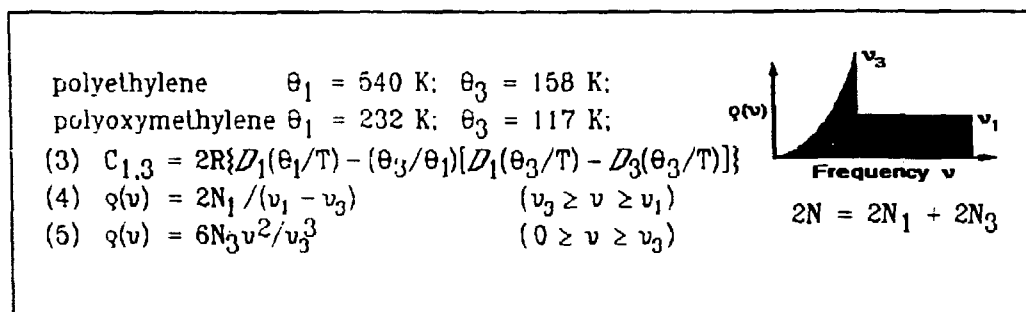 polyethylene θ₁ = 540 K; θ₃ = 158 K;
polyoxymethylene θ₁ = 232 K; θ₃ = 117 K;
(3) C₁,₃ = 2R{D₁(θ₁/T) − (θ₃/θ₁)[D₁(θ₃/T) − D₃(θ₃/T)]}
(4) ϱ(ν) = 2N₁/(ν₁ − ν₃) (ν₃ ≥ ν ≥ ν₁)
(5) ϱ(ν) = 6N₃ν²/ν₃³ (0 ≥ ν ≥ ν₃)
ν₃
ϱ(ν)
ν₁
Frequency ν
2N = 2N₁ + 2N₃